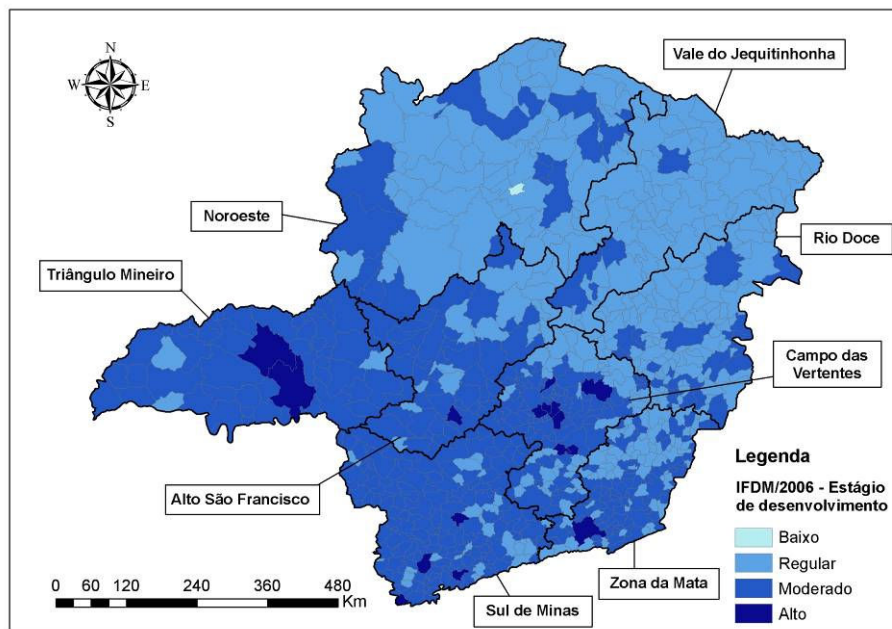 N
W E
S
Vale do Jequitinhonha
Noroeste
Rio Doce
Triângulo Mineiro
Campo das
Vertentes
Alto São Francisco
Legenda
IFDM/2006 - Estágio
de desenvolvimento
Baixo
Regular
Moderado
Alto
0 60 120 240 360 480
Km
Zona da Mata
Sul de Minas